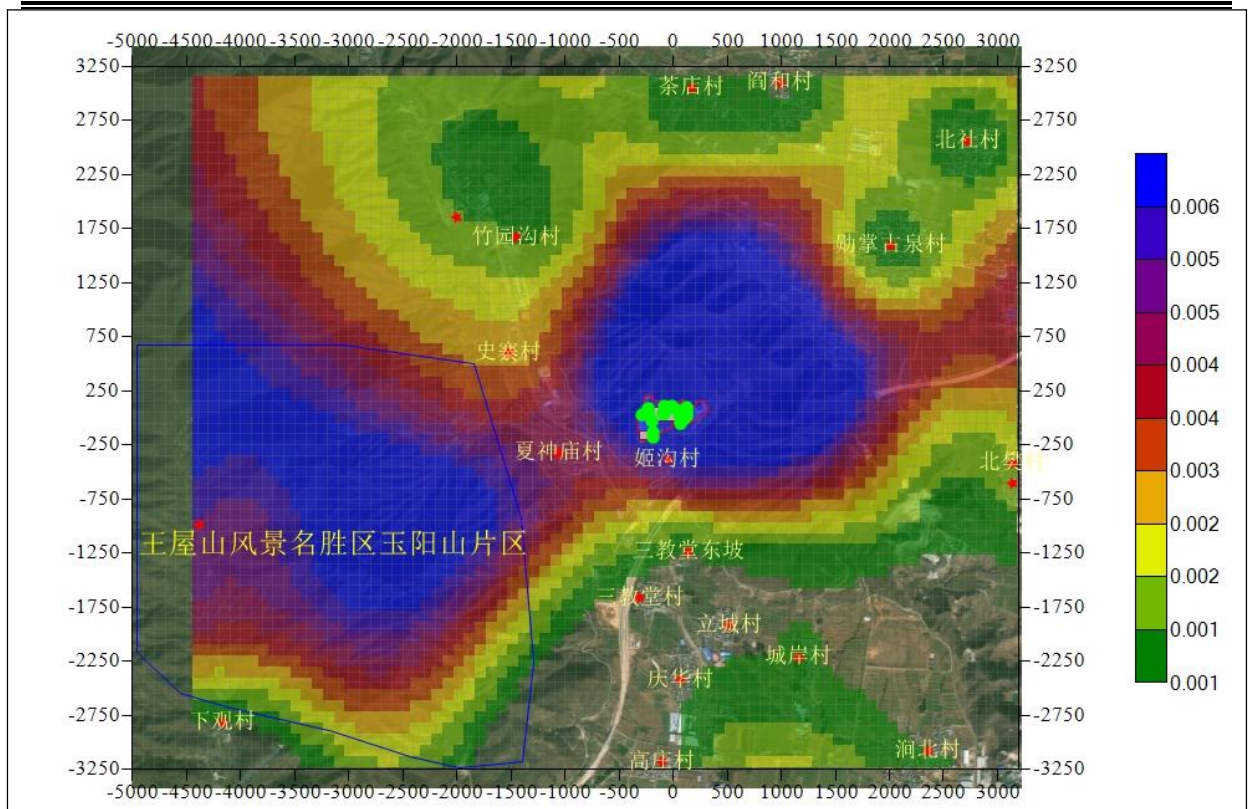 -5000 -4500 -4000 -3500 -3000 -2500 -2000 -1500 -1000 -500 0 500 1000 1500 2000 2500 3000
3250 3250
茶店村 阎和村
2750 2750
北社村
2250 2250
1750 1750
竹园沟村 勋掌古泉村
1250 1250
750 750
史寨村
250 250
-250 -250
夏神庙村 姬沟村 北樊村
-750 -750
王屋山风景名胜区玉阳山片区
-1250 三教堂东坡 -1250
三教堂村
-1750 -1750
立城村
-2250 城岸村 -2250
庆华村
-2750 下观村 -2750
涧北村
高庄村
-3250 -3250
-5000 -4500 -4000 -3500 -3000 -2500 -2000 -1500 -1000 -500 0 500 1000 1500 2000 2500 3000
0.006
0.005
0.005
0.004
0.004
0.003
0.002
0.002
0.001
0.001